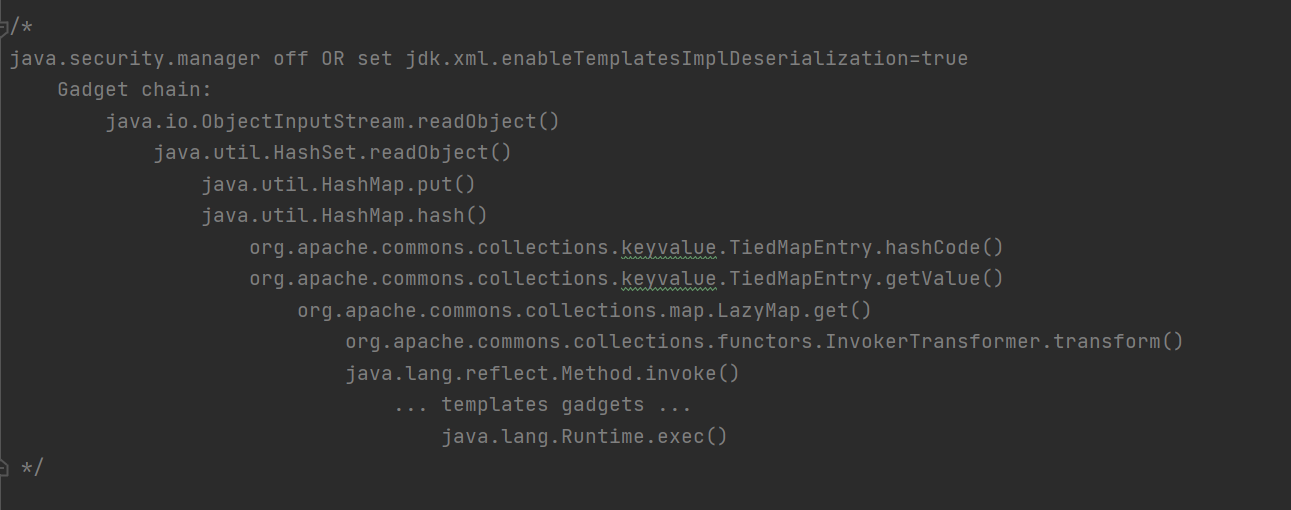 /*
java.security.manager off OR set jdk.xml.enableTemplatesImplDeserialization=true
Gadget chain:
java.io.ObjectInputStream.readObject()
java.util.HashSet.readObject()
java.util.HashMap.put()
java.util.HashMap.hash()
org.apache.commons.collections.keyvalue.TiedMapEntry.hashCode()
org.apache.commons.collections.keyvalue.TiedMapEntry.getValue()
org.apache.commons.collections.map.LazyMap.get()
org.apache.commons.collections.functors.InvokerTransformer.transform()
java.lang.reflect.Method.invoke()
... templates gadgets ...
java.lang.Runtime.exec()
*/